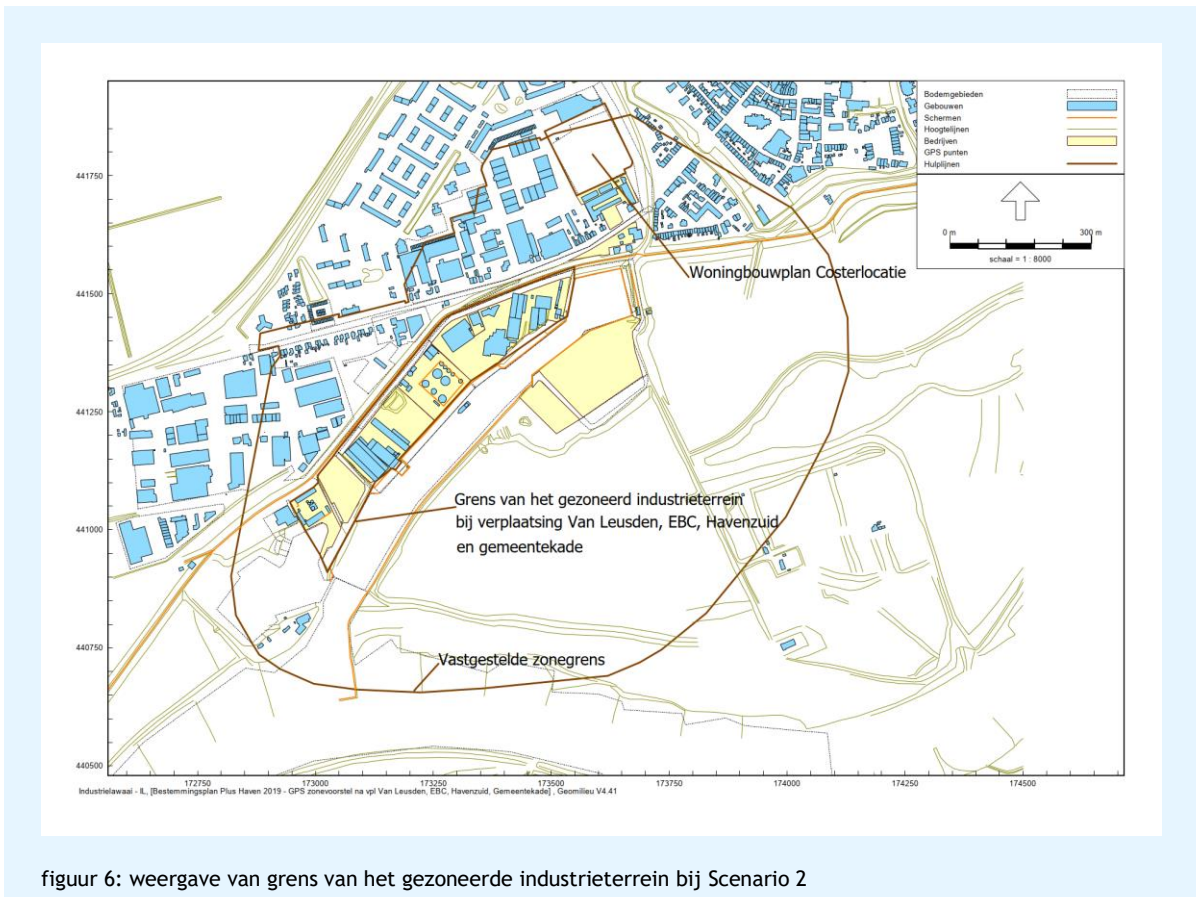 Bodemgebieden
Gebouwen
Schermen
Hoogtelijnen
Bedrijven
GPS punten
Hulplijnen
0 m 300 m
schaal = 1 : 8000
441750
441500
441250
441000
440750
440500
Woningbouwplan Costerlocatie
Grens van het gezoneerd industrieterrein
bij verplaatsing Van Leusden, EBC, Havenzuid
en gemeentekade
Vastgestelde zonegrens
172750 173000 173250 173500 173750 174000 174250 174500
Industrielawaai - IL, [Bestemmingsplan Plus Haven 2019 - GPS zonevoorstel na vpl Van Leusden, EBC, Havenzuid, Gemeentekade] , Geomilieu V4.41
figuur 6: weergave van grens van het gezoneerde industrieterrein bij Scenario 2